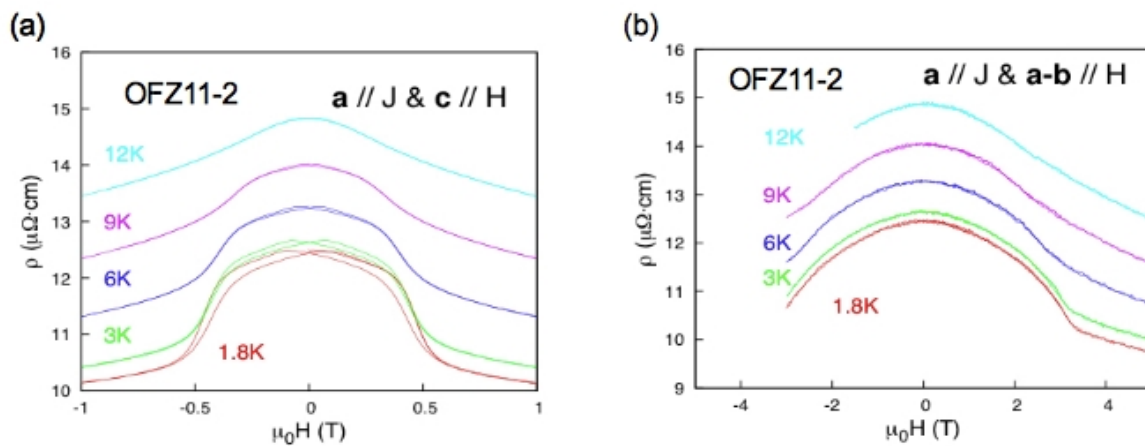 (a)
16
15
14
13
12
11
10
ρ (μΩ·cm)
OFZ11-2
a // J & c // H
12K
9K
6K
3K
1.8K
-1 -0.5 0 0.5 1
μ₀H (T)
(b)
16
15
14
13
12
11
10
9
ρ (μΩ·cm)
OFZ11-2
a // J & a-b // H
12K
9K
6K
3K
1.8K
-4 -2 0 2 4
μ₀H (T)